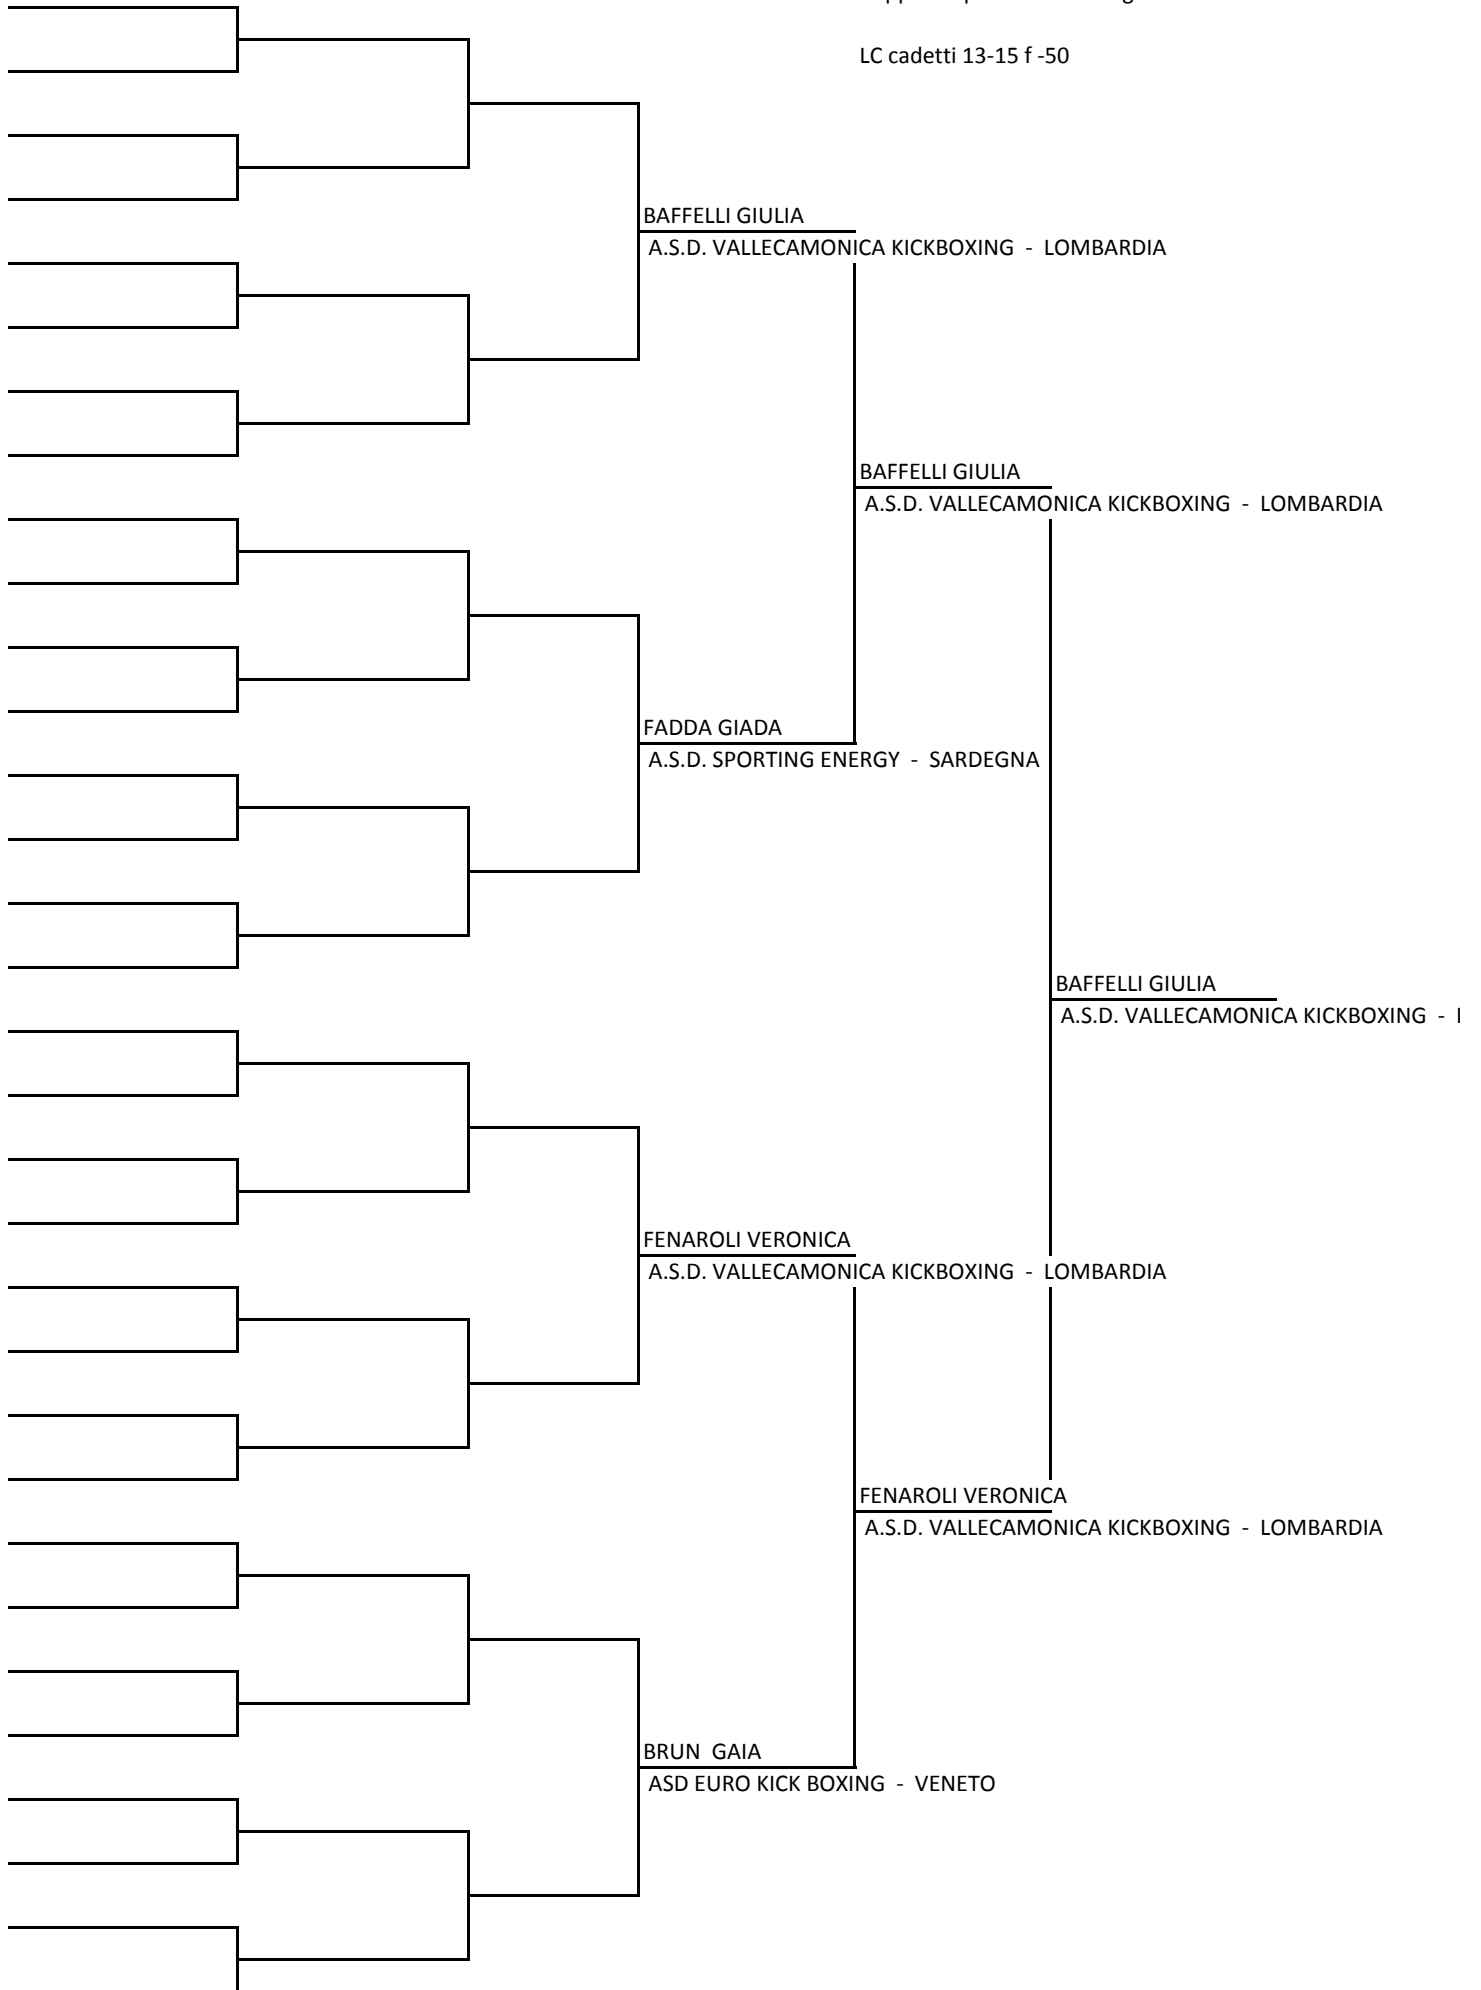 LC cadetti 13-15 f -50
BAFFELLI GIULIA
A.S.D. VALLECAMONICA KICKBOXING - LOMBARDIA
BAFFELLI GIULIA
A.S.D. VALLECAMONICA KICKBOXING - LOMBARDIA
FADDA GIADA
A.S.D. SPORTING ENERGY - SARDEGNA
BAFFELLI GIULIA
A.S.D. VALLECAMONICA KICKBOXING -
FENAROLI VERONICA
A.S.D. VALLECAMONICA KICKBOXING - LOMBARDIA
FENAROLI VERONICA
A.S.D. VALLECAMONICA KICKBOXING - LOMBARDIA
BRUN GAIA
ASD EURO KICK BOXING - VENETO